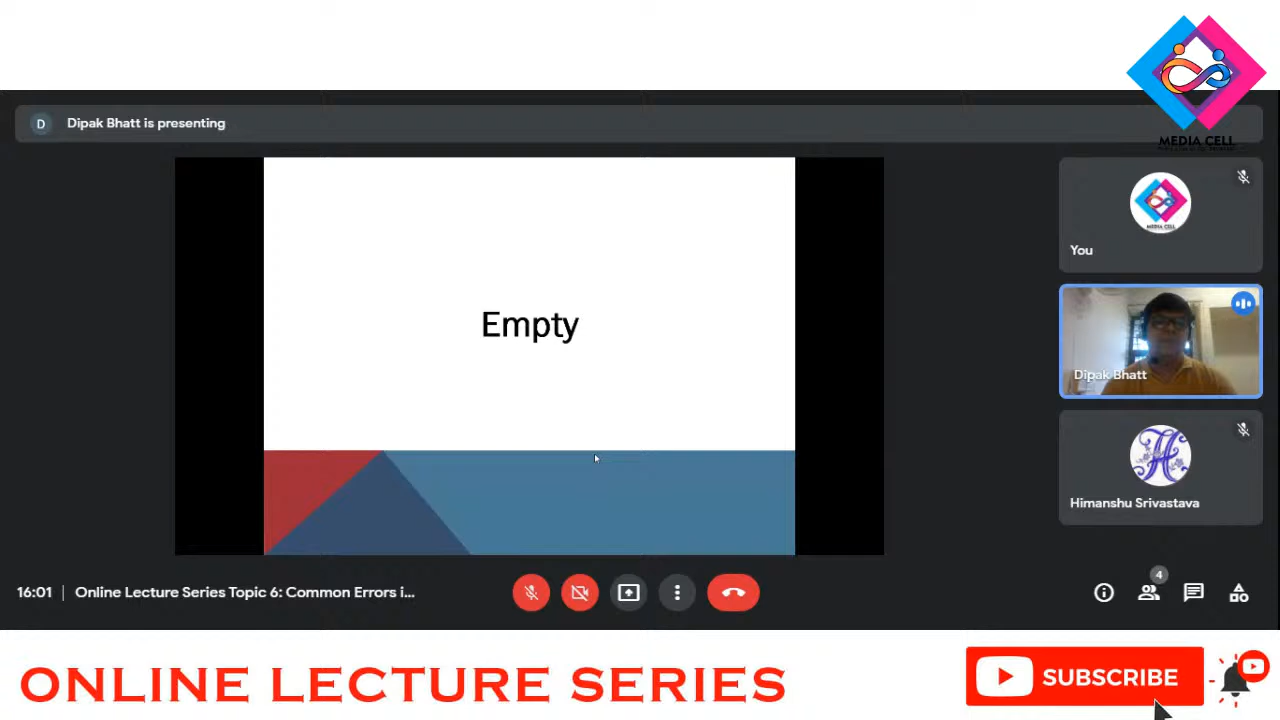 MEDIA CELL
D Dipak Bhatt is presenting
You
Empty
Dipak Bhatt
Himanshu Srivastava
16:01 | Online Lecture Series Topic 6: Common Errors i...
4
ONLINE LECTURE SERIES
SUBSCRIBE